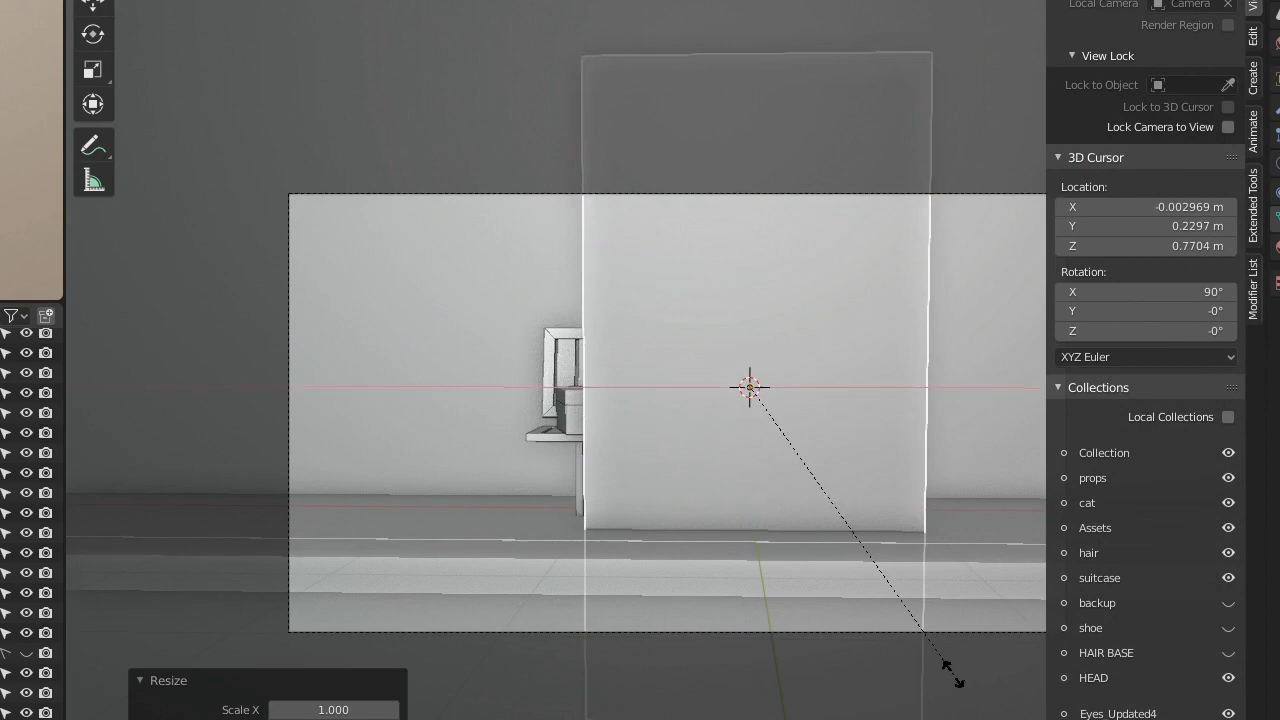 Local Camera Camera
Render Region
View Lock
Lock to Object
Lock to 3D Cursor
Lock Camera to View
3D Cursor
Location:
X -0.002969 m
Y 0.2297 m
Z 0.7704 m
Rotation:
X 90°
Y -0°
Z -0°
XYZ Euler
Collections
Local Collections
Collection
props
cat
Assets
hair
suitcase
backup
shoe
HAIR BASE
HEAD
Eyes_Updated4
Edit
Create
Animate
Extended Tools
Modifier List
Resize
Scale X 1.000